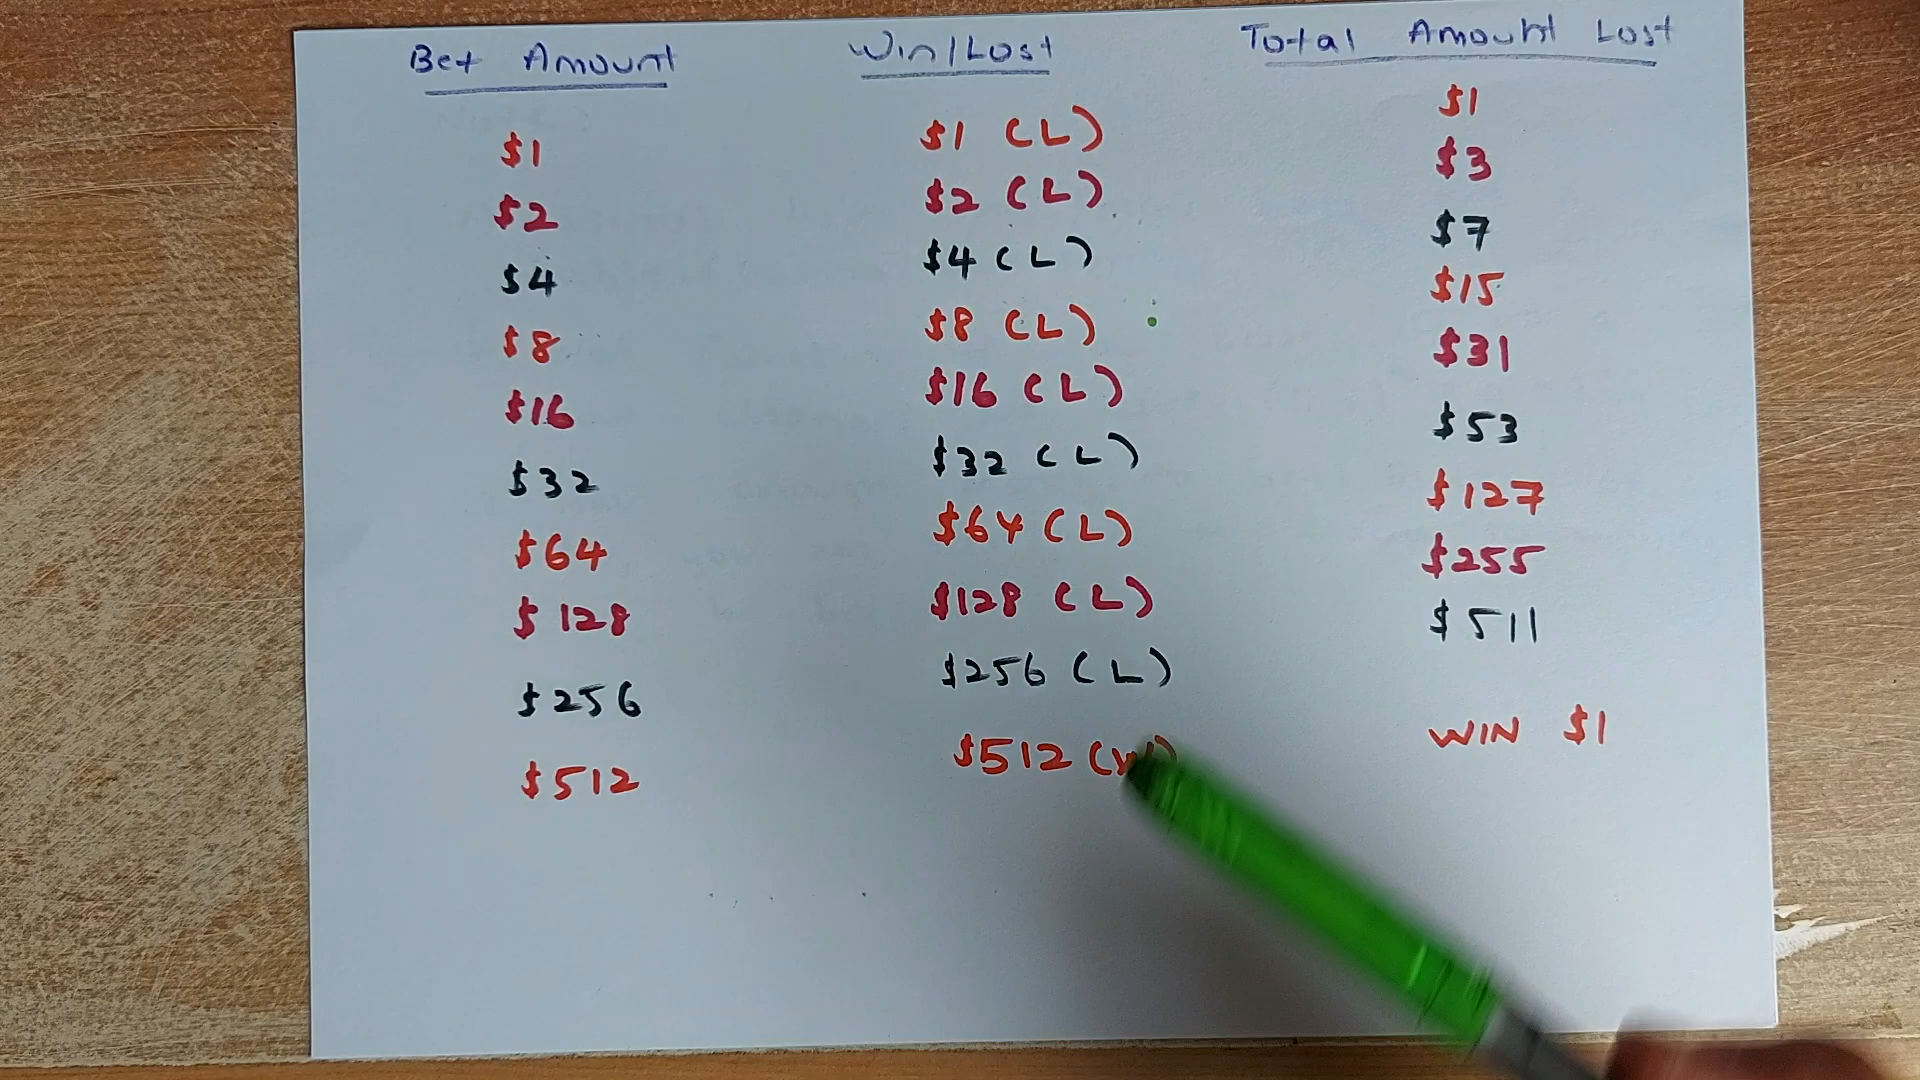 Bet Amount Win/Lost Total Amount Lost
$1 $1 (L) $1
$2 $2 (L) $3
$4 $4 (L) $7
$8 $8 (L) $15
$16 $16 (L) $31
$32 $32 (L) $53
$64 $64 (L) $127
$128 $128 (L) $255
$256 $256 (L) $511
$512 $512 (W) WIN $1